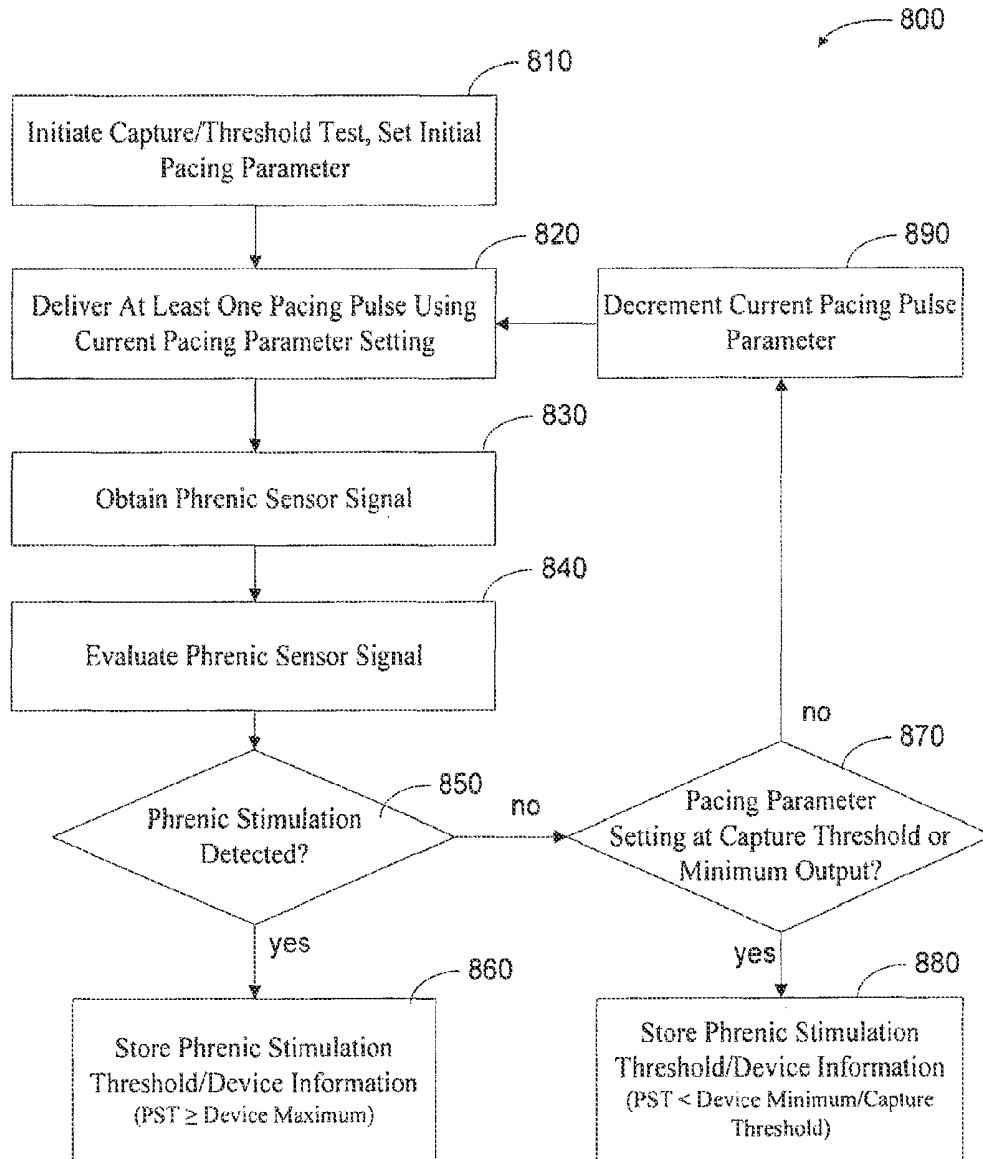 800
810
Initiate Capture/Threshold Test, Set Initial
Pacing Parameter
820
Deliver At Least One Pacing Pulse Using
Current Pacing Parameter Setting
890
Decrement Current Pacing Pulse
Parameter
830
Obtain Phrenic Sensor Signal
840
Evaluate Phrenic Sensor Signal
850
Phrenic Stimulation
Detected?
no
no
870
Pacing Parameter
Setting at Capture Threshold or
Minimum Output?
yes
860
Store Phrenic Stimulation
Threshold/Device Information
(PST ≥ Device Maximum)
yes
880
Store Phrenic Stimulation
Threshold/Device Information
(PST < Device Minimum/Capture
Threshold)